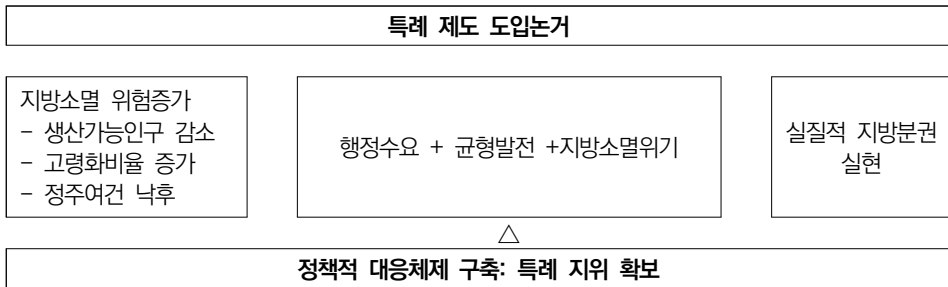 특례 제도 도입논거
지방소멸 위험증가
- 생산가능인구 감소
- 고령화비율 증가
- 정주여건 낙후
행정수요 + 균형발전 +지방소멸위기
실질적 지방분권
실현
△
정책적 대응체제 구축: 특례 지위 확보